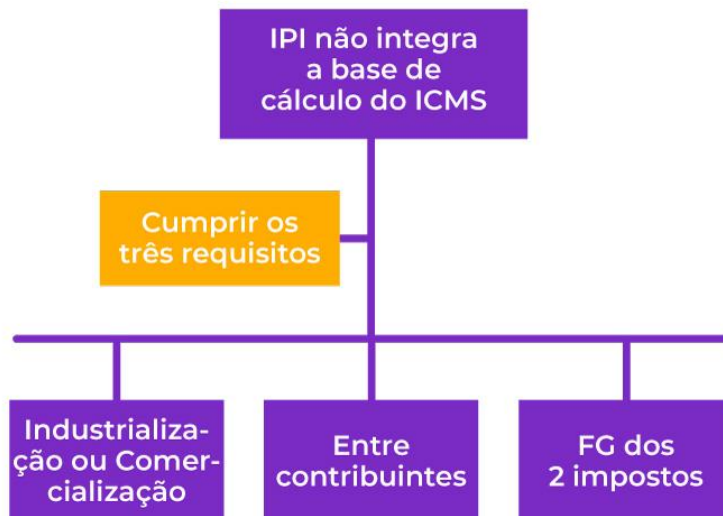 IPI não integra
a base de
cálculo do ICMS
Cumprir os
três requisitos
Industrializa-
ção ou Comer-
cialização
Entre
contribuintes
FG dos
2 impostos